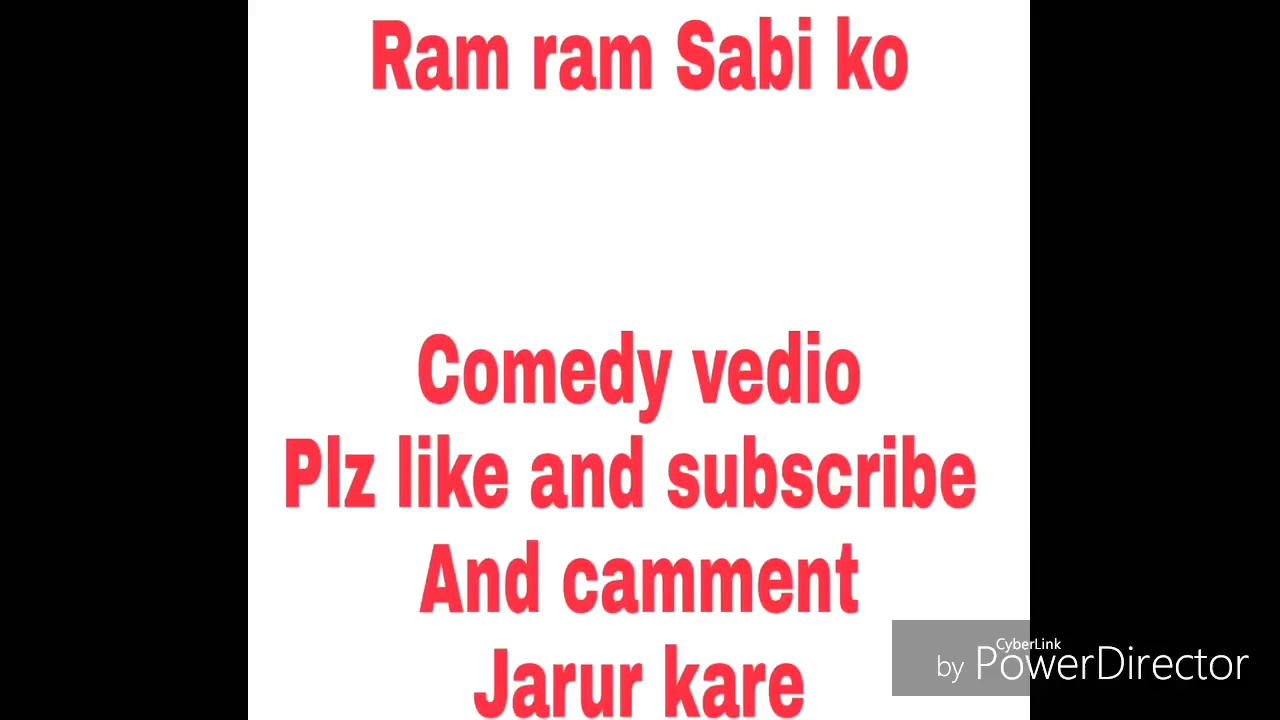 Ram ram Sabi ko
Comedy vedio
Plz like and subscribe
And camment
Jarur kare
CyberLink
by PowerDirector